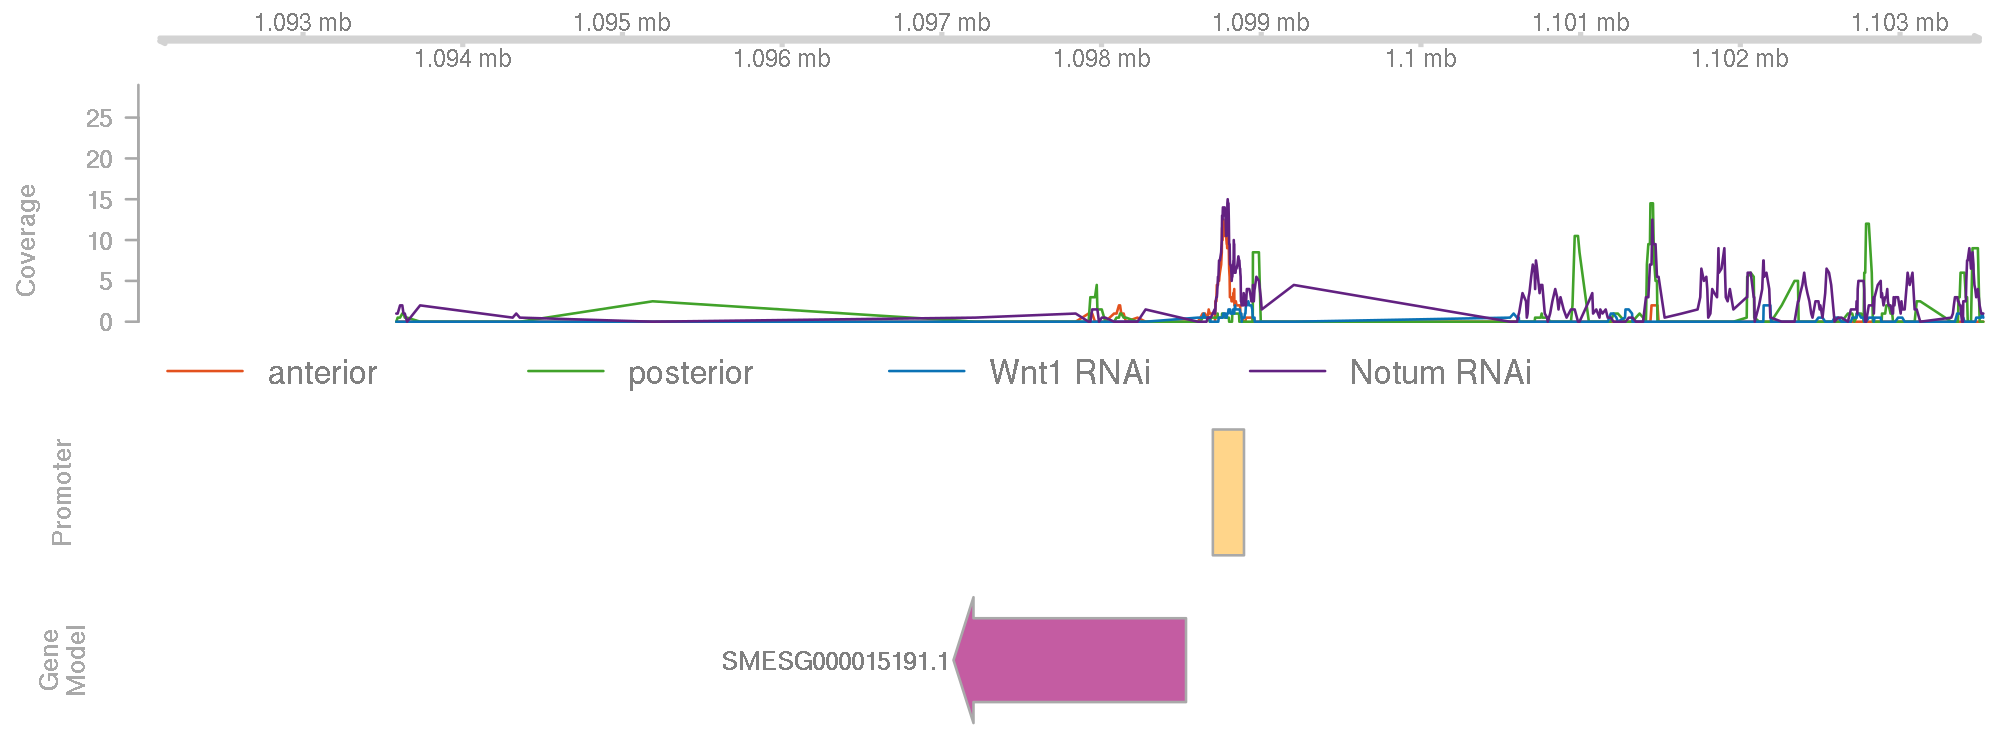 1.093 mb 1.095 mb 1.097 mb 1.099 mb 1.101 mb 1.103 mb
1.094 mb 1.096 mb 1.098 mb 1.1 mb 1.102 mb
Coverage
25
20
15
10
5
0
anterior posterior Wnt1 RNAi Notum RNAi
Promoter
Gene
Model
SMESG000015191.1